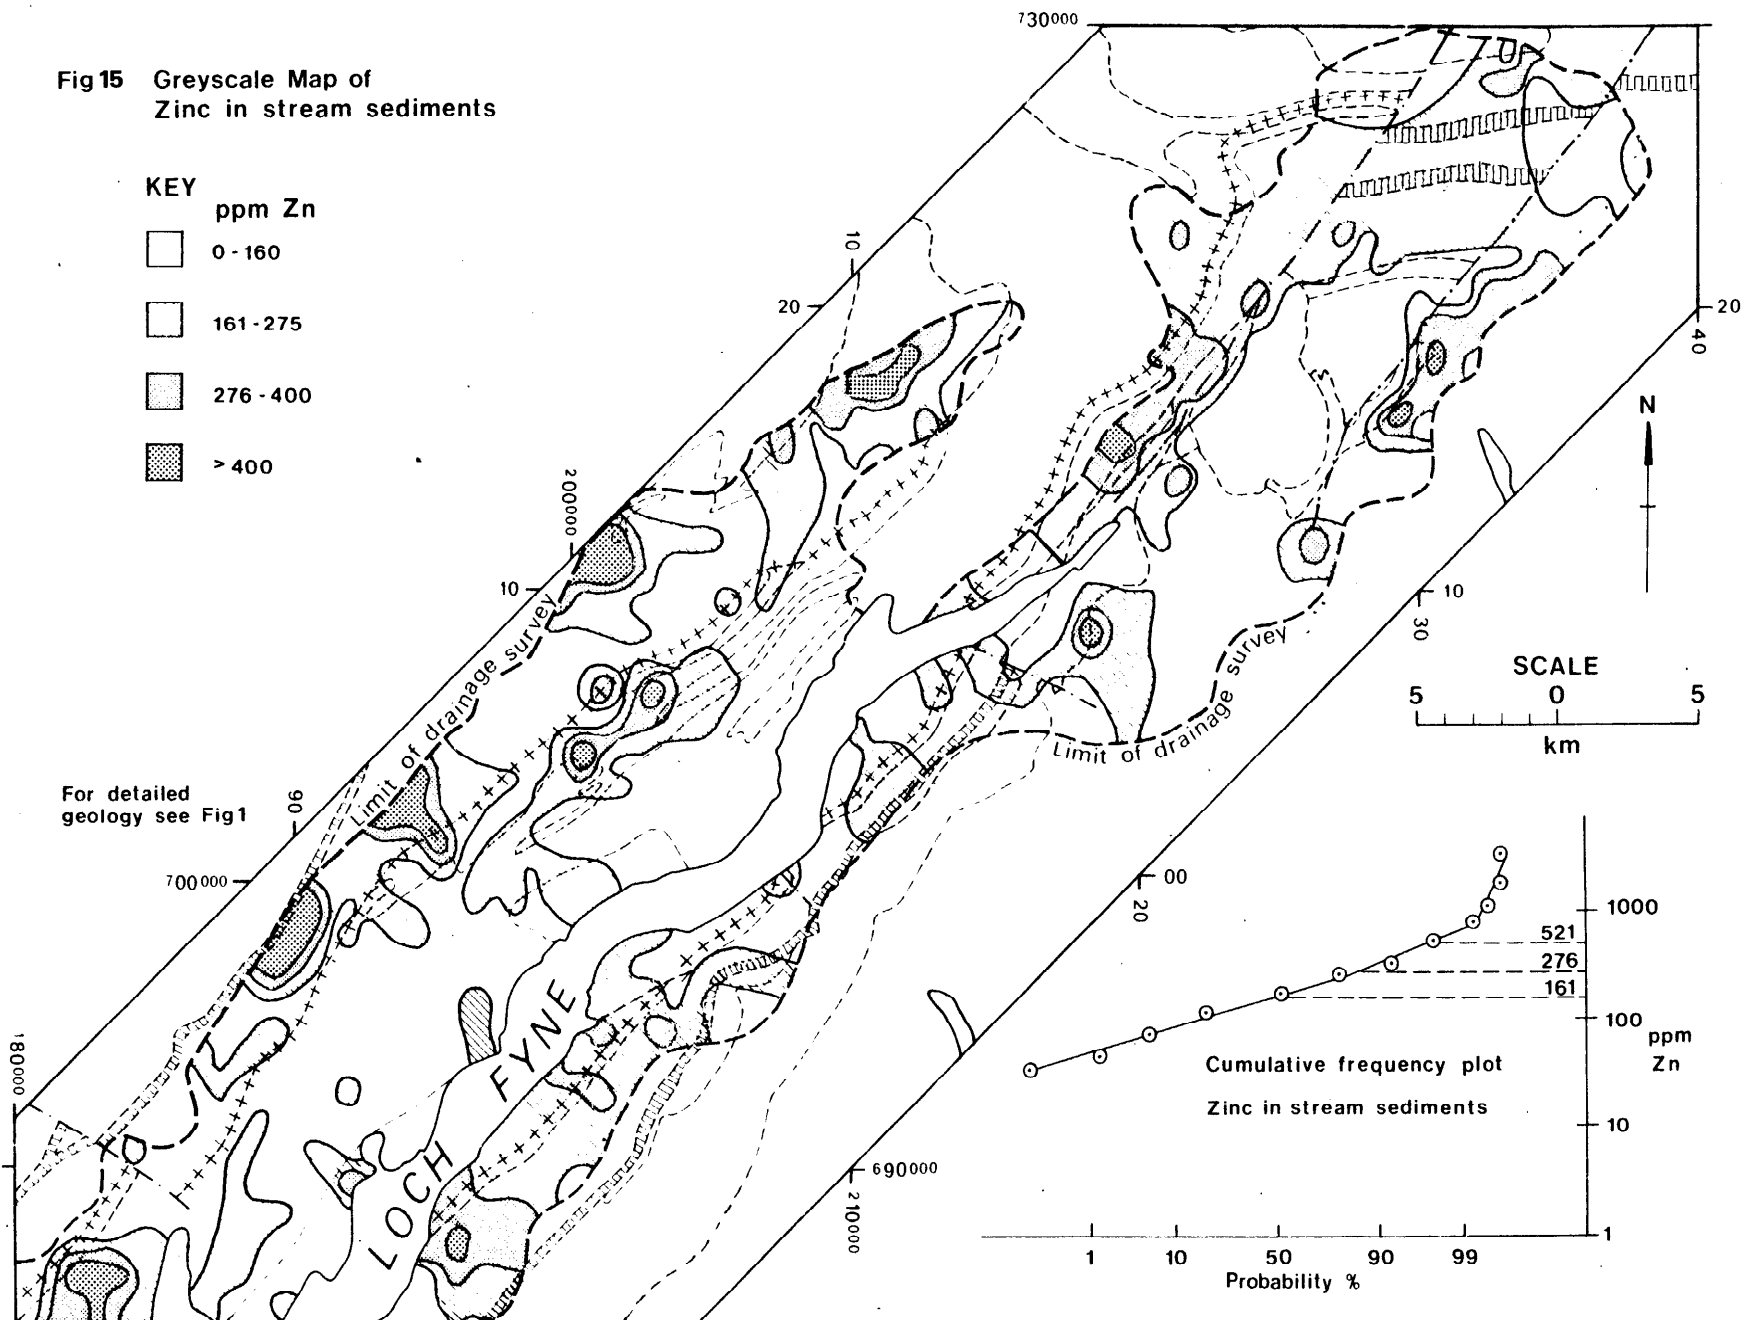 Fig 15 Greyscale Map of
Zinc in stream sediments
KEY
ppm Zn
0 - 160
161 - 275
276 - 400
> 400
730000
10
20
200000
10
Limit of drainage survey
For detailed
geology see Fig 1
90
700000
180000
LOCH FYNE
Limit of drainage survey
20
40
N
10
30
SCALE
5 0 5
km
00
20
690000
210000
1000
521
276
161
100
ppm
Zn
10
1
Cumulative frequency plot
Zinc in stream sediments
1 10 50 90 99
Probability %